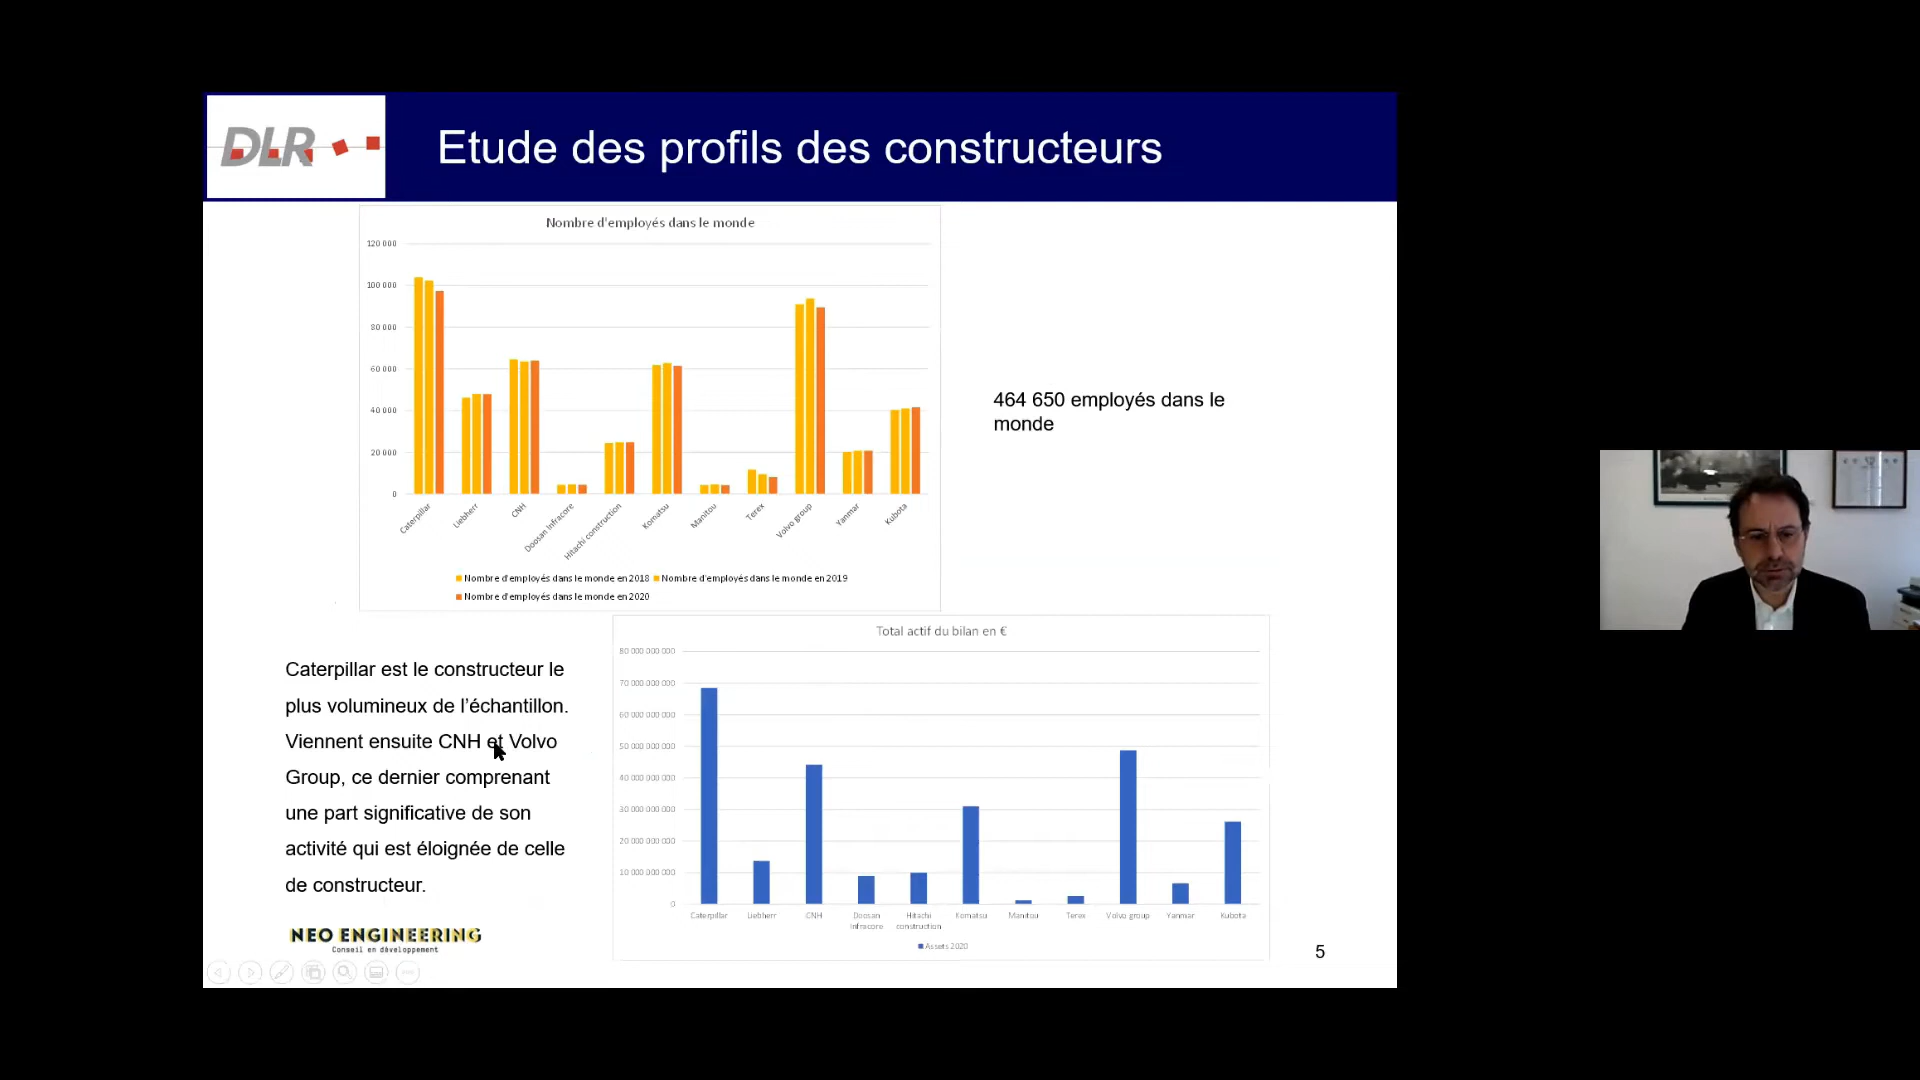 DLR
Etude des profils des constructeurs
Nombre d'employés dans le monde
120 000
100 000
80 000
60 000
40 000
20 000
0
Caterpillar
Liebherr
CNH
Doosan Infracore
Hitachi construction
Komatsu
Manitou
Terex
Volvo group
Yanmar
Kubota
Nombre d'employés dans le monde en 2018 Nombre d'employés dans le monde en 2019
Nombre d'employés dans le monde en 2020
464 650 employés dans le
monde
Caterpillar est le constructeur le
plus volumineux de l'échantillon.
Viennent ensuite CNH et Volvo
Group, ce dernier comprenant
une part significative de son
activité qui est éloignée de celle
de constructeur.
Total actif du bilan en €
80 000 000 000
70 000 000 000
60 000 000 000
50 000 000 000
40 000 000 000
30 000 000 000
20 000 000 000
10 000 000 000
0
Caterpillar
Liebherr
CNH
Doosan
Infracore
Hitachi
construction
Komatsu
Manitou
Terex
Volvo group
Yanmar
Kubota
Assets 2020
NEO ENGINEERING
Conseil en développement
5